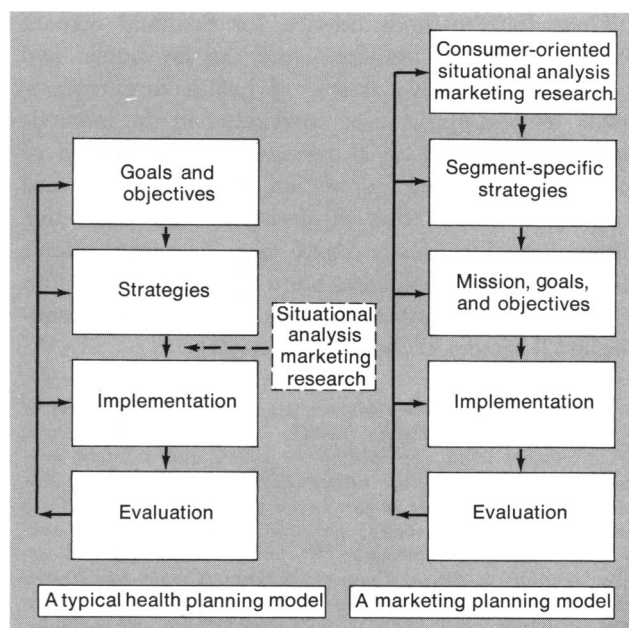 Goals and
objectives
Strategies
Situational
analysis
marketing
research
Implementation
Evaluation
A typical health planning model
Consumer-oriented
situational analysis
marketing research.
Segment-specific
strategies
Mission, goals,
and objectives
Implementation
Evaluation
A marketing planning model